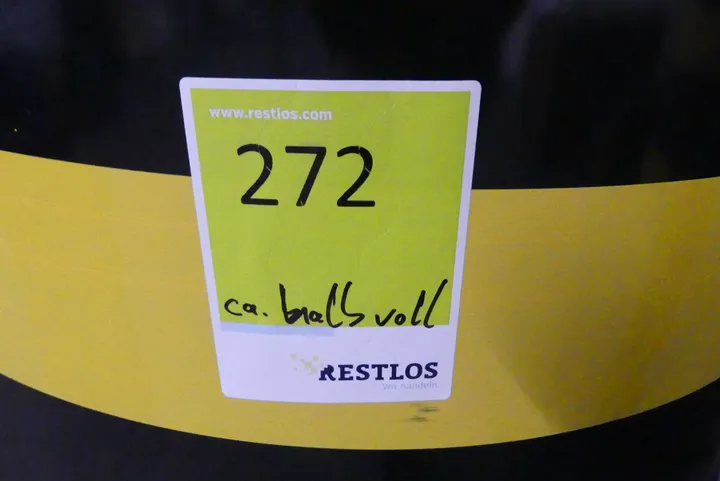 www.restlos.com
272
ca. halb voll
RESTLOS
Wir handeln